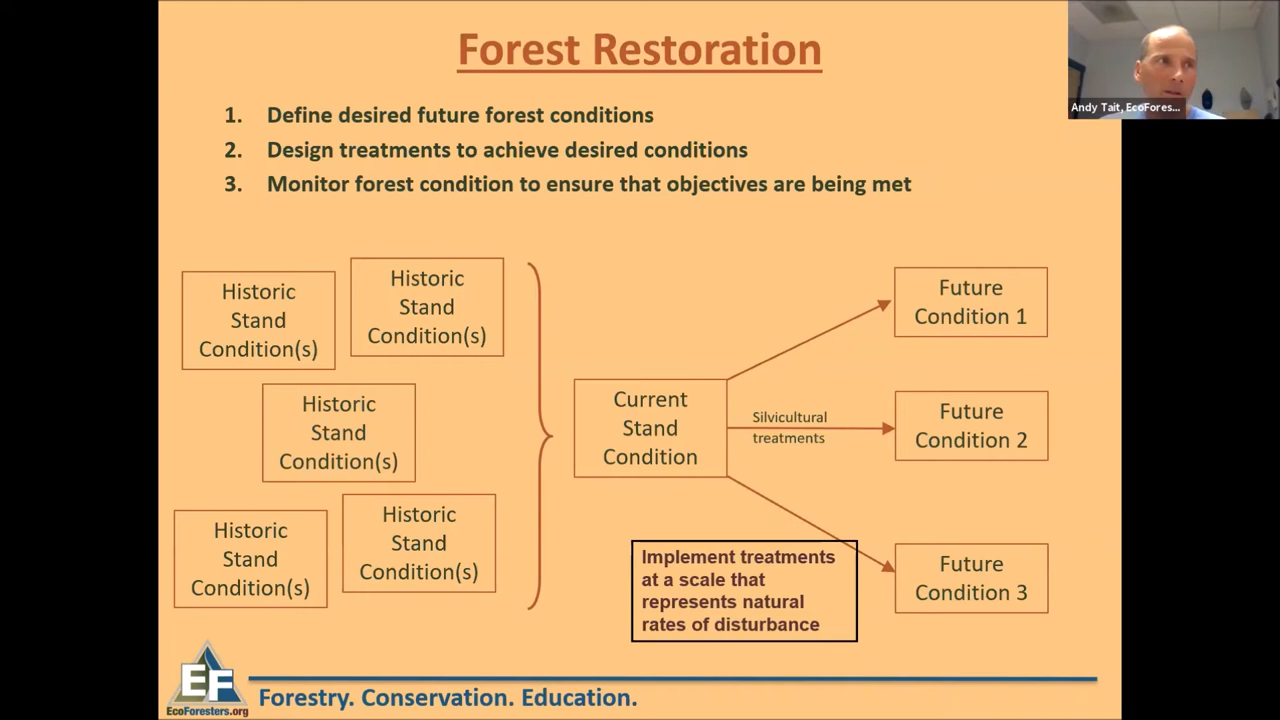 Forest Restoration
Andy Tait, EcoFores...
1. Define desired future forest conditions
2. Design treatments to achieve desired conditions
3. Monitor forest condition to ensure that objectives are being met
Historic
Stand
Condition(s)
Historic
Stand
Condition(s)
Historic
Stand
Condition(s)
Historic
Stand
Condition(s)
Historic
Stand
Condition(s)
Current
Stand
Condition
Silvicultural
treatments
Future
Condition 1
Future
Condition 2
Future
Condition 3
Implement treatments
at a scale that
represents natural
rates of disturbance
EF
EcoForesters.org
Forestry. Conservation. Education.